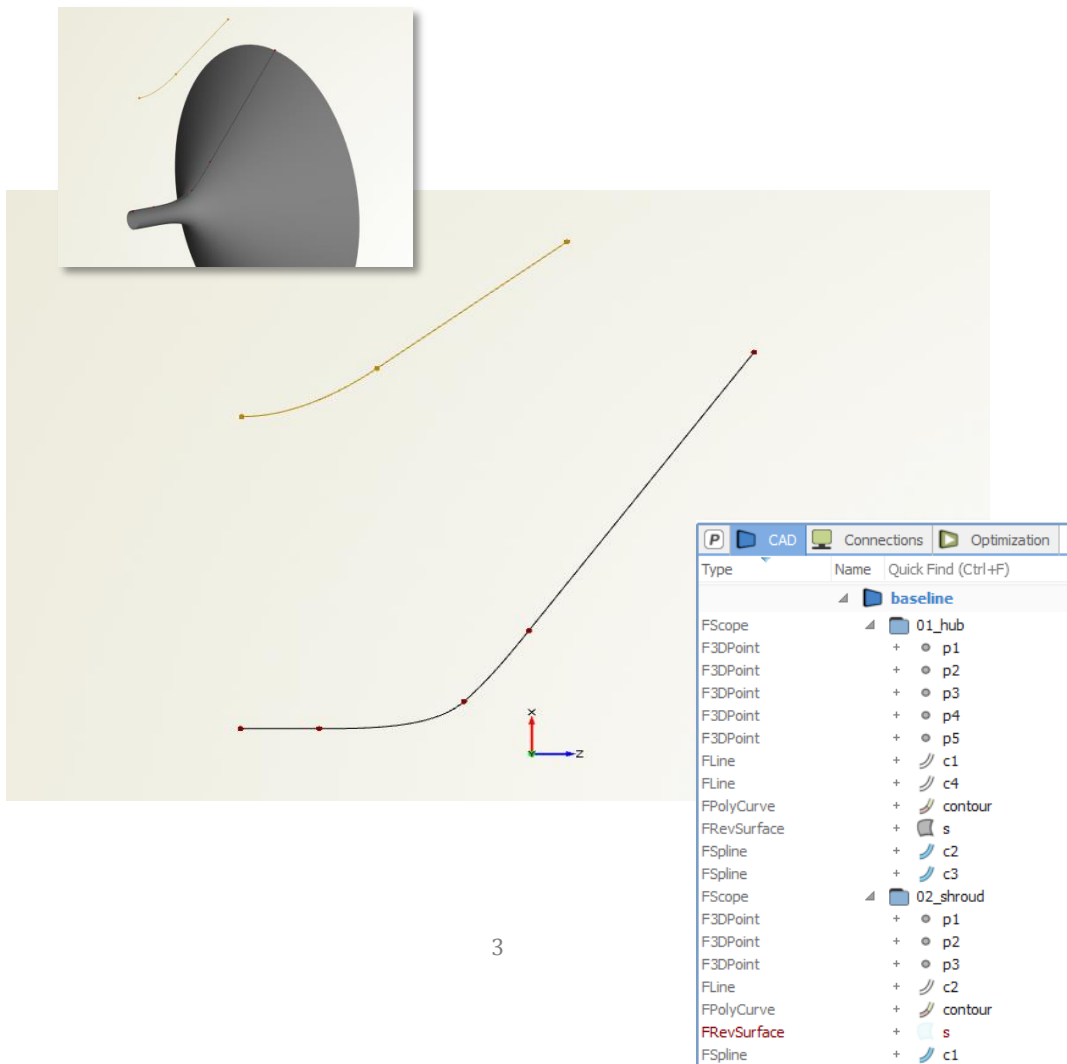 X
Y
Z
P CAD Connections Optimization
Type Name Quick Find (Ctrl+F)
baseline
FScope 01_hub
F3DPoint + p1
F3DPoint + p2
F3DPoint + p3
F3DPoint + p4
F3DPoint + p5
FLine + c1
FLine + c4
FPolyCurve + contour
FRevSurface + s
FSpline + c2
FSpline + c3
FScope 02_shroud
F3DPoint + p1
F3DPoint + p2
F3DPoint + p3
FLine + c2
FPolyCurve + contour
FRevSurface + s
FSpline + c1
3